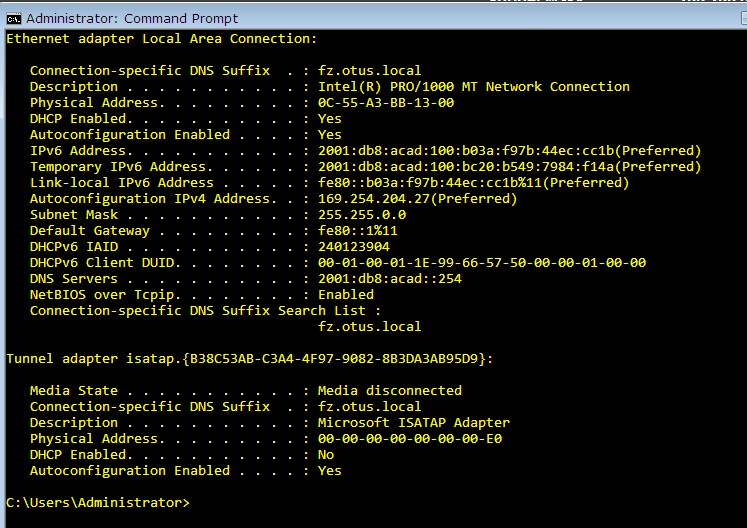 Administrator: Command Prompt
Ethernet adapter Local Area Connection:
Connection-specific DNS Suffix  . : fz.otus.local
Description . . . . . . . . . . . : Intel(R) PRO/1000 MT Network Connection
Physical Address. . . . . . . . . : 0C-55-A3-BB-13-00
DHCP Enabled. . . . . . . . . . . : Yes
Autoconfiguration Enabled . . . . : Yes
IPv6 Address. . . . . . . . . . . : 2001:db8:acad:100:b03a:f97b:44ec:cc1b(Preferred)
Temporary IPv6 Address. . . . . . : 2001:db8:acad:100:bc20:b549:7984:f14a(Preferred)
Link-local IPv6 Address . . . . . : fe80::b03a:f97b:44ec:cc1b%11(Preferred)
Autoconfiguration IPv4 Address. . : 169.254.204.27(Preferred)
Subnet Mask . . . . . . . . . . . : 255.255.0.0
Default Gateway . . . . . . . . . : fe80::1%11
DHCPv6 IAID . . . . . . . . . . . : 240123904
DHCPv6 Client DUID. . . . . . . . : 00-01-00-01-1E-99-66-57-50-00-00-01-00-00
DNS Servers . . . . . . . . . . . : 2001:db8:acad::254
NetBIOS over Tcpip. . . . . . . . : Enabled
Connection-specific DNS Suffix Search List :
fz.otus.local
Tunnel adapter isatap.{B38C53AB-C3A4-4F97-9082-8B3DA3AB95D9}:
Media State . . . . . . . . . . . : Media disconnected
Connection-specific DNS Suffix  . : fz.otus.local
Description . . . . . . . . . . . : Microsoft ISATAP Adapter
Physical Address. . . . . . . . . : 00-00-00-00-00-00-00-E0
DHCP Enabled. . . . . . . . . . . : No
Autoconfiguration Enabled . . . . : Yes
C:\Users\Administrator>